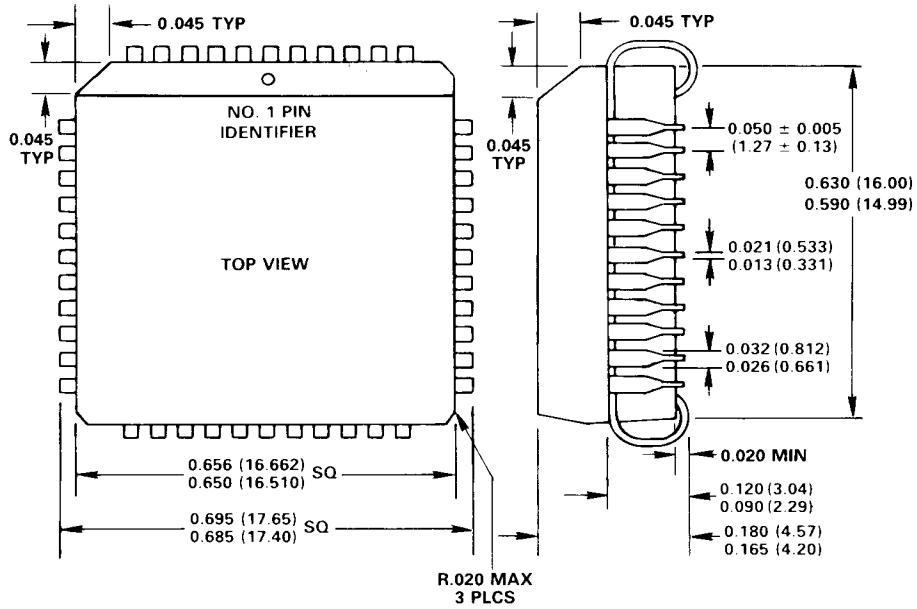 0.045 TYP
0.045 TYP
NO. 1 PIN
IDENTIFIER
0.045
TYP
0.045
TYP
0.050 ± 0.005
(1.27 ± 0.13)
0.630 (16.00)
0.590 (14.99)
TOP VIEW
0.021 (0.533)
0.013 (0.331)
0.032 (0.812)
0.026 (0.661)
0.020 MIN
0.656 (16.662)
0.650 (16.510) SQ
0.120 (3.04)
0.090 (2.29)
0.695 (17.65)
0.685 (17.40) SQ
0.180 (4.57)
0.165 (4.20)
R.020 MAX
3 PLCS